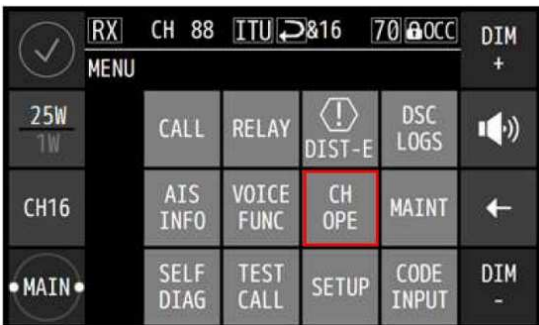 RX CH 88 ITU &16 70 OCC
DIM
+
MENU
25W
1W
CALL RELAY DIST-E DSC LOGS
CH16
AIS INFO VOICE FUNC CH OPE MAINT
MAIN
SELF DIAG TEST CALL SETUP CODE INPUT
DIM
-